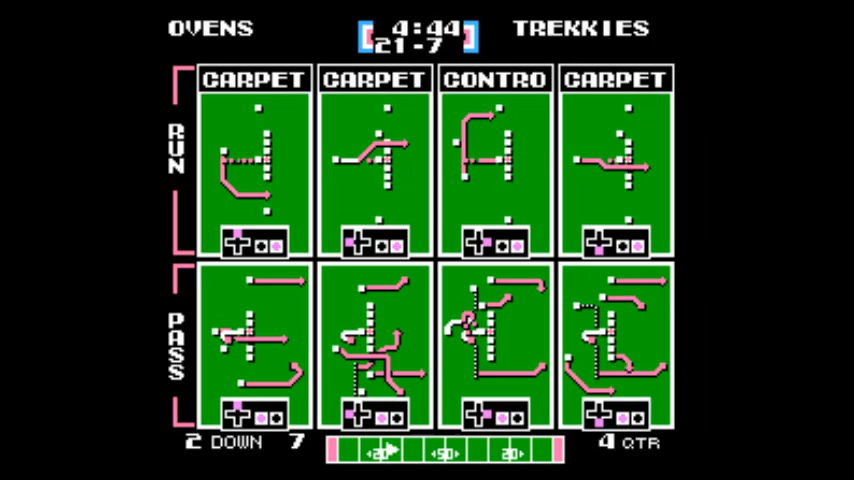 OVENS
4:44
TREKKIES
21-7
CARPET CARPET CONTRO CARPET
RUN
PASS
2 DOWN 7
20 50 20
4 QTR